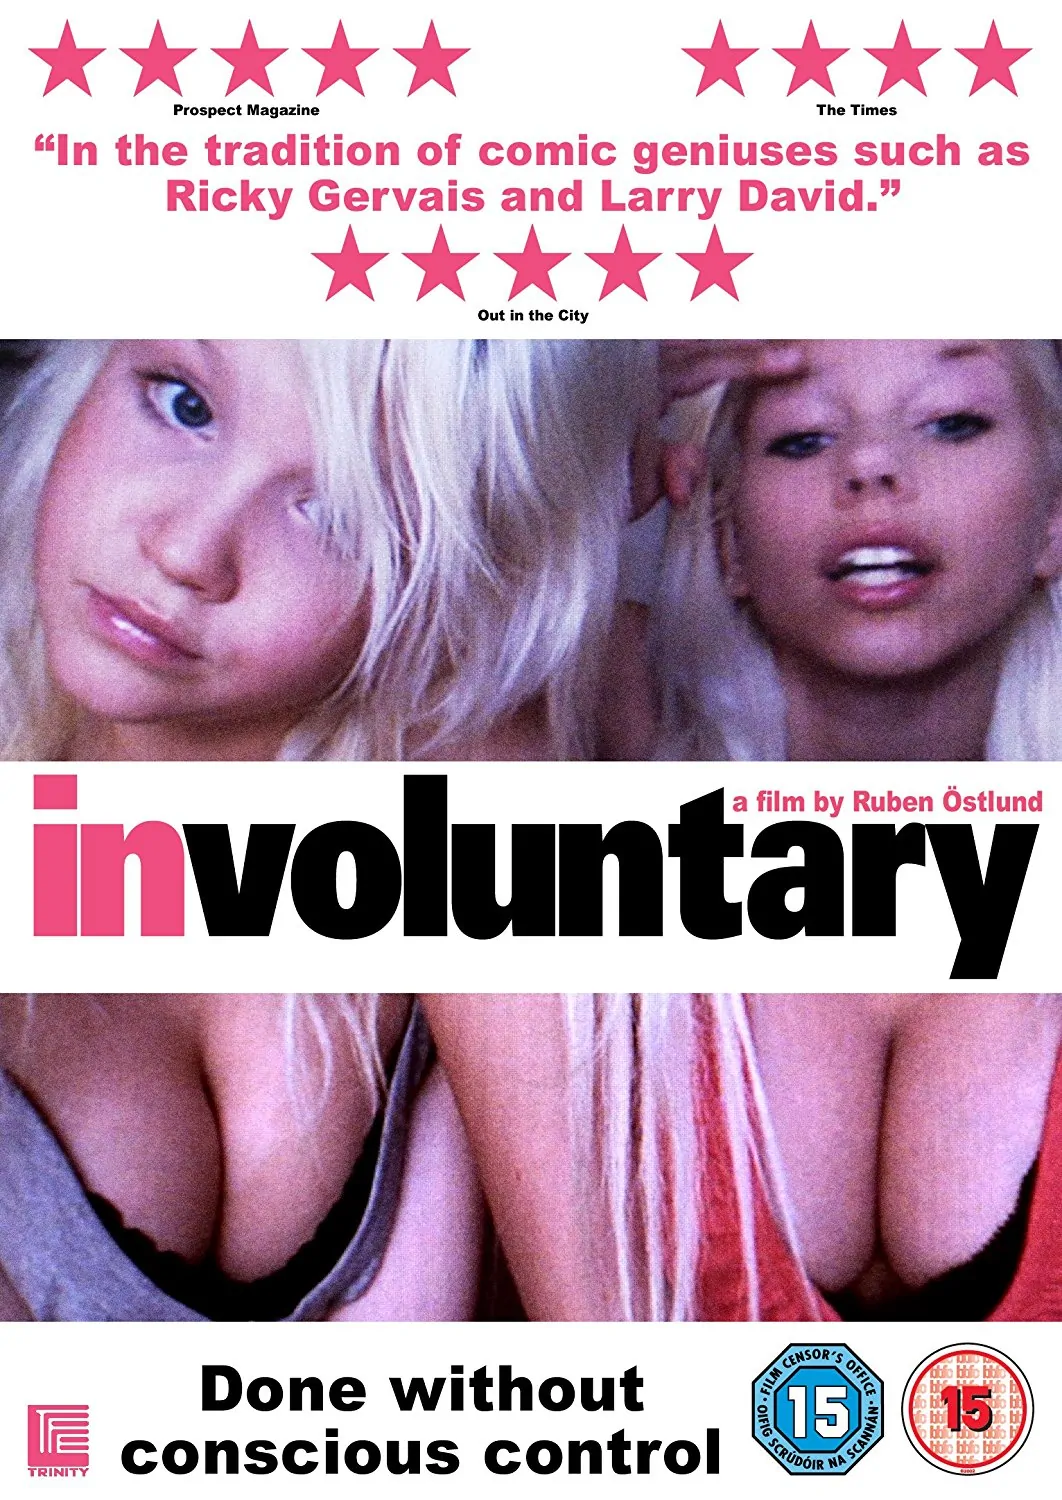 Prospect Magazine
The Times
“In the tradition of comic geniuses such as
Ricky Gervais and Larry David.”
Out in the City
a film by Ruben Östlund
involuntary
Done without
conscious control
TRINITY
· FILM CENSOR'S OFFICE ·
15
OIFIG SCRÚDÓIR NA SCANNÁN
15